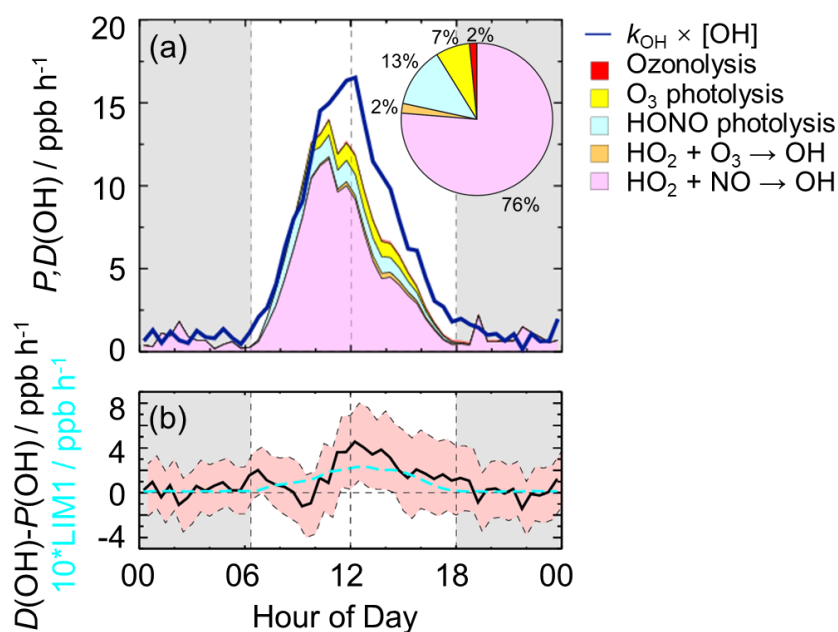 (a)
20
15
10
5
0
P,D(OH) / ppb h⁻¹
7%
2%
13%
2%
76%
k_OH × [OH]
Ozonolysis
O₃ photolysis
HONO photolysis
HO₂ + O₃ → OH
HO₂ + NO → OH
(b)
8
4
0
-4
D(OH)-P(OH) / ppb h⁻¹
10*LIM1 / ppb h⁻¹
00 06 12 18 00
Hour of Day